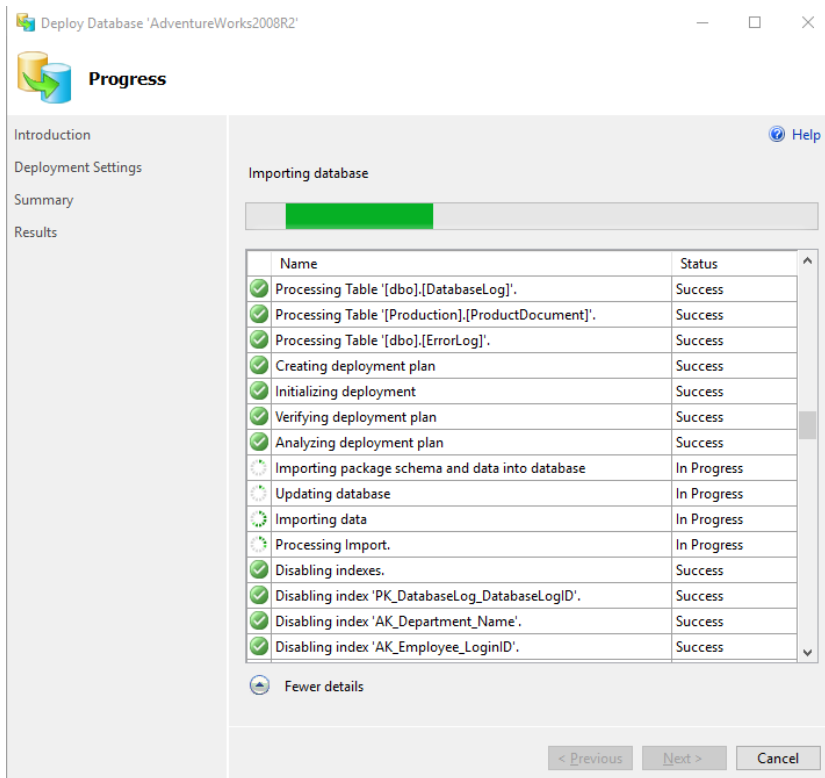 Deploy Database 'AdventureWorks2008R2'
Progress
Introduction
Deployment Settings
Summary
Results
Help
Importing database
Name Status
Processing Table '[dbo].[DatabaseLog]'. Success
Processing Table '[Production].[ProductDocument]'. Success
Processing Table '[dbo].[ErrorLog]'. Success
Creating deployment plan Success
Initializing deployment Success
Verifying deployment plan Success
Analyzing deployment plan Success
Importing package schema and data into database In Progress
Updating database In Progress
Importing data In Progress
Processing Import. In Progress
Disabling indexes. Success
Disabling index 'PK_DatabaseLog_DatabaseLogID'. Success
Disabling index 'AK_Department_Name'. Success
Disabling index 'AK_Employee_LoginID'. Success
Fewer details
< Previous Next > Cancel